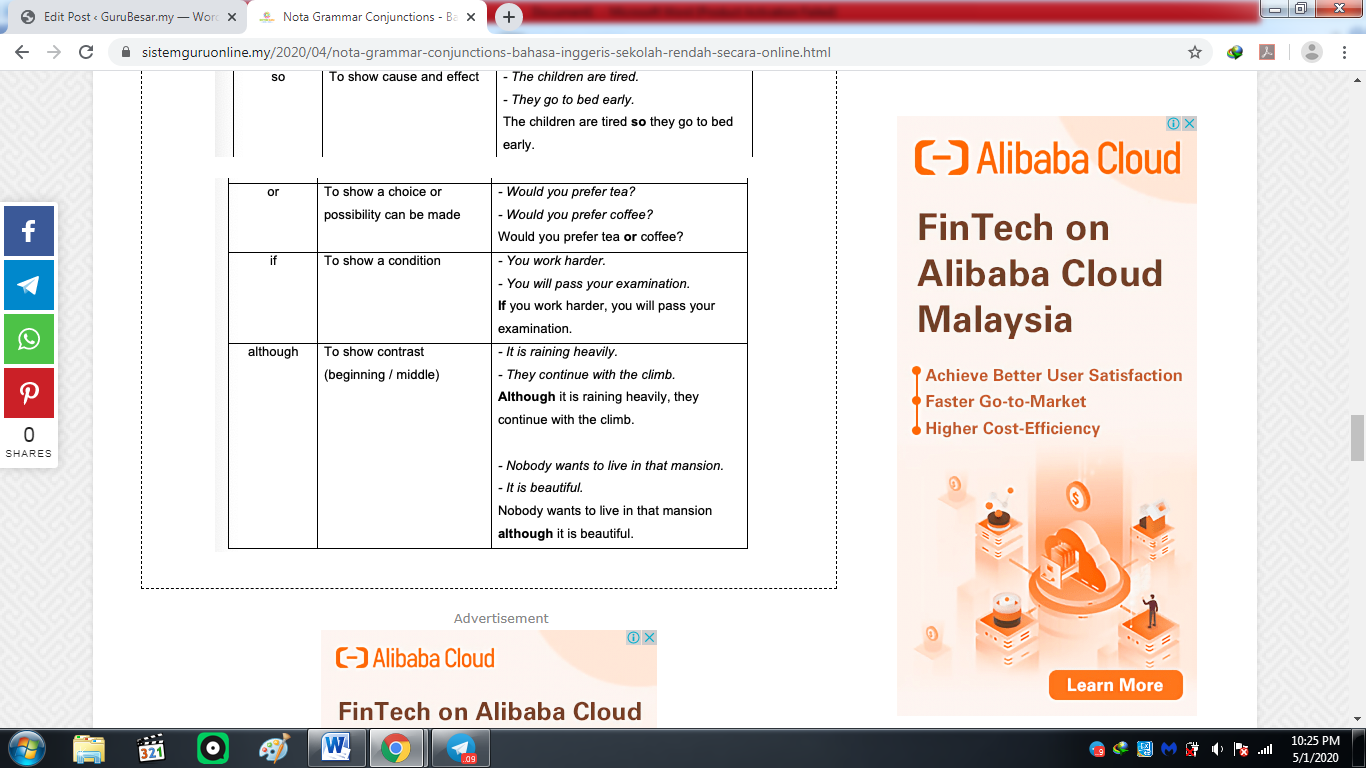 Edit Post ‹ GuruBesar.my — Wor
Nota Grammar Conjunctions - Ba
sistemguruonline.my/2020/04/nota-grammar-conjunctions-bahasa-inggeris-sekolah-rendah-secara-online.html
so
To show cause and effect
- The children are tired.
- They go to bed early.
The children are tired so they go to bed
early.
or
To show a choice or
possibility can be made
- Would you prefer tea?
- Would you prefer coffee?
Would you prefer tea or coffee?
if
To show a condition
- You work harder.
- You will pass your examination.
If you work harder, you will pass your
examination.
although
To show contrast
(beginning / middle)
- It is raining heavily.
- They continue with the climb.
Although it is raining heavily, they
continue with the climb.
- Nobody wants to live in that mansion.
- It is beautiful.
Nobody wants to live in that mansion
although it is beautiful.
0
SHARES
Alibaba Cloud
FinTech on
Alibaba Cloud
Malaysia
Achieve Better User Satisfaction
Faster Go-to-Market
Higher Cost-Efficiency
Learn More
Advertisement
Alibaba Cloud
FinTech on Alibaba Cloud
321
.09
10:25 PM
5/1/2020